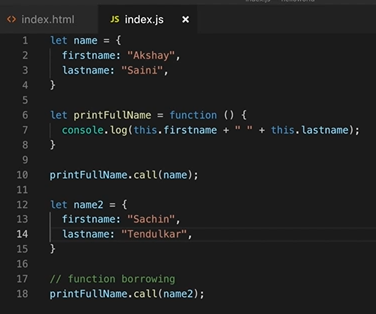 index.html
JS index.js
1 let name = {
2   firstname: "Akshay",
3   lastname: "Saini",
4 }
5
6 let printFullName = function () {
7   console.log(this.firstname + " " + this.lastname);
8 }
9
10 printFullName.call(name);
11
12 let name2 = {
13   firstname: "Sachin",
14   lastname: "Tendulkar",
15 }
16
17 // function borrowing
18 printFullName.call(name2);